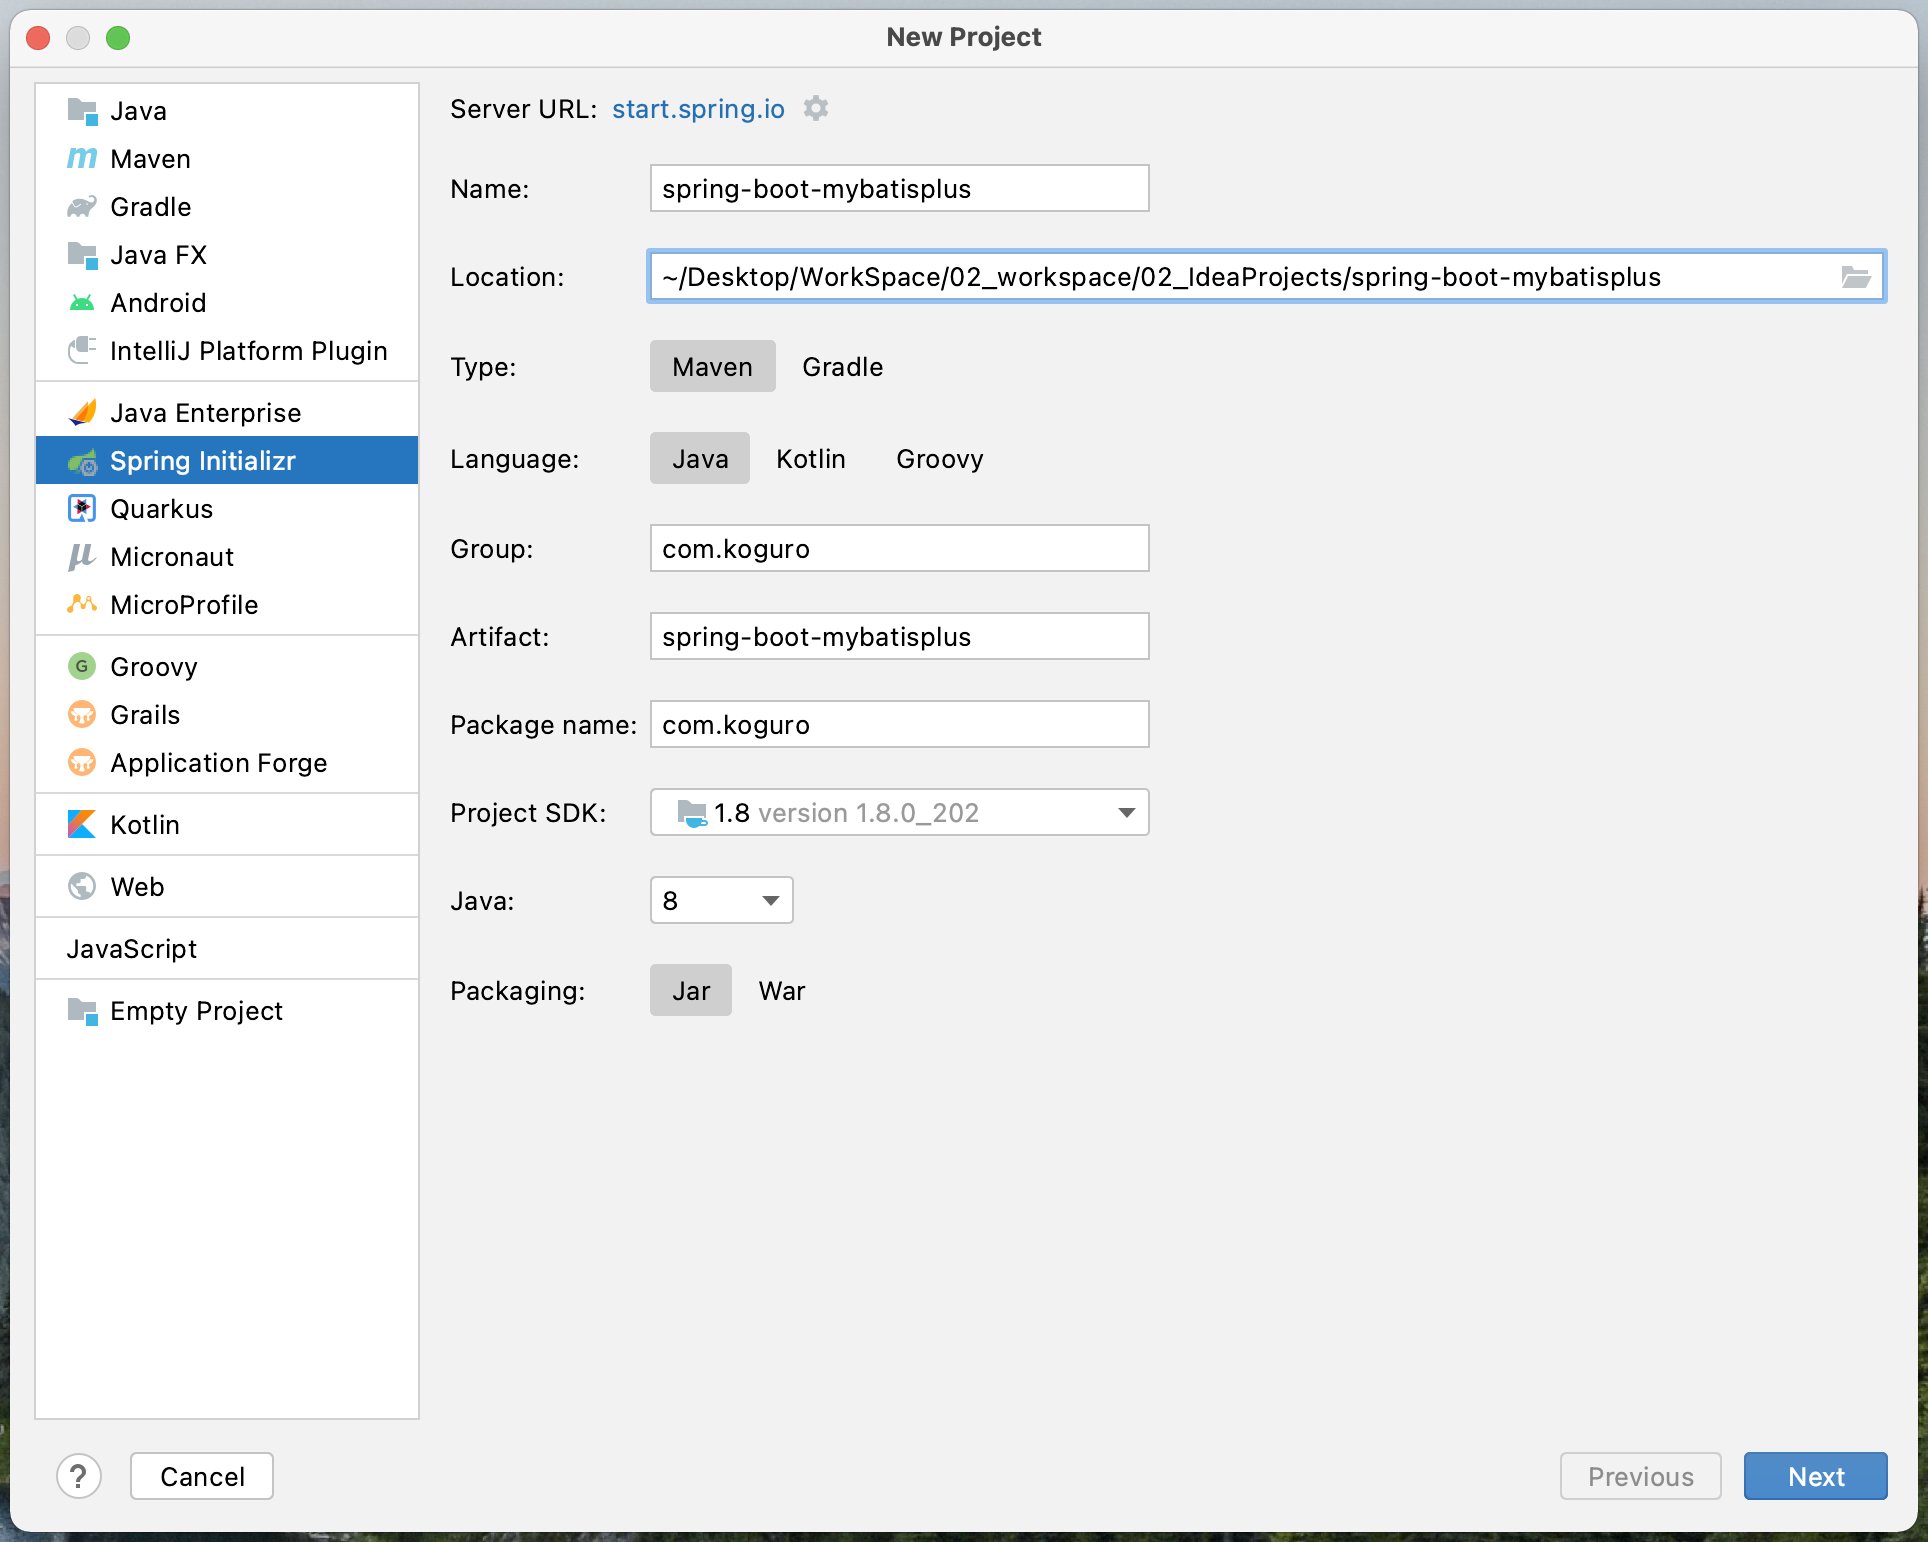 New Project
Java
Maven
Gradle
Java FX
Android
IntelliJ Platform Plugin
Java Enterprise
Spring Initializr
Quarkus
Micronaut
MicroProfile
G Groovy
Grails
Application Forge
Kotlin
Web
JavaScript
Empty Project
Server URL: start.spring.io
Name: spring-boot-mybatisplus
Location: ~/Desktop/WorkSpace/02_workspace/02_IdeaProjects/spring-boot-mybatisplus
Type: Maven Gradle
Language: Java Kotlin Groovy
Group: com.koguro
Artifact: spring-boot-mybatisplus
Package name: com.koguro
Project SDK: 1.8 version 1.8.0_202
Java: 8
Packaging: Jar War
? Cancel Previous Next